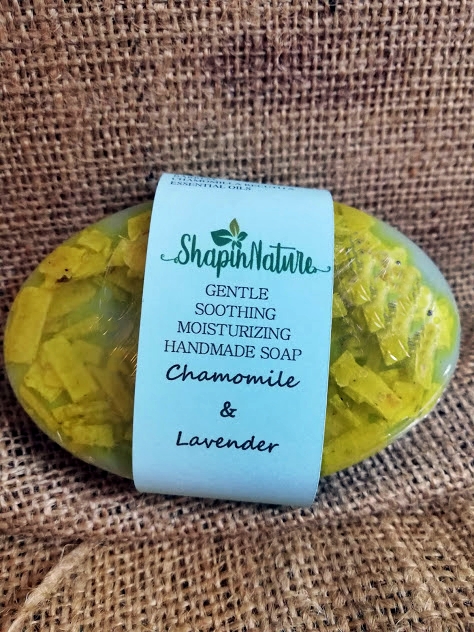 ESSENTIAL OILS
ShapinNature
GENTLE
SOOTHING
MOISTURIZING
HANDMADE SOAP
Chamomile
&
Lavender